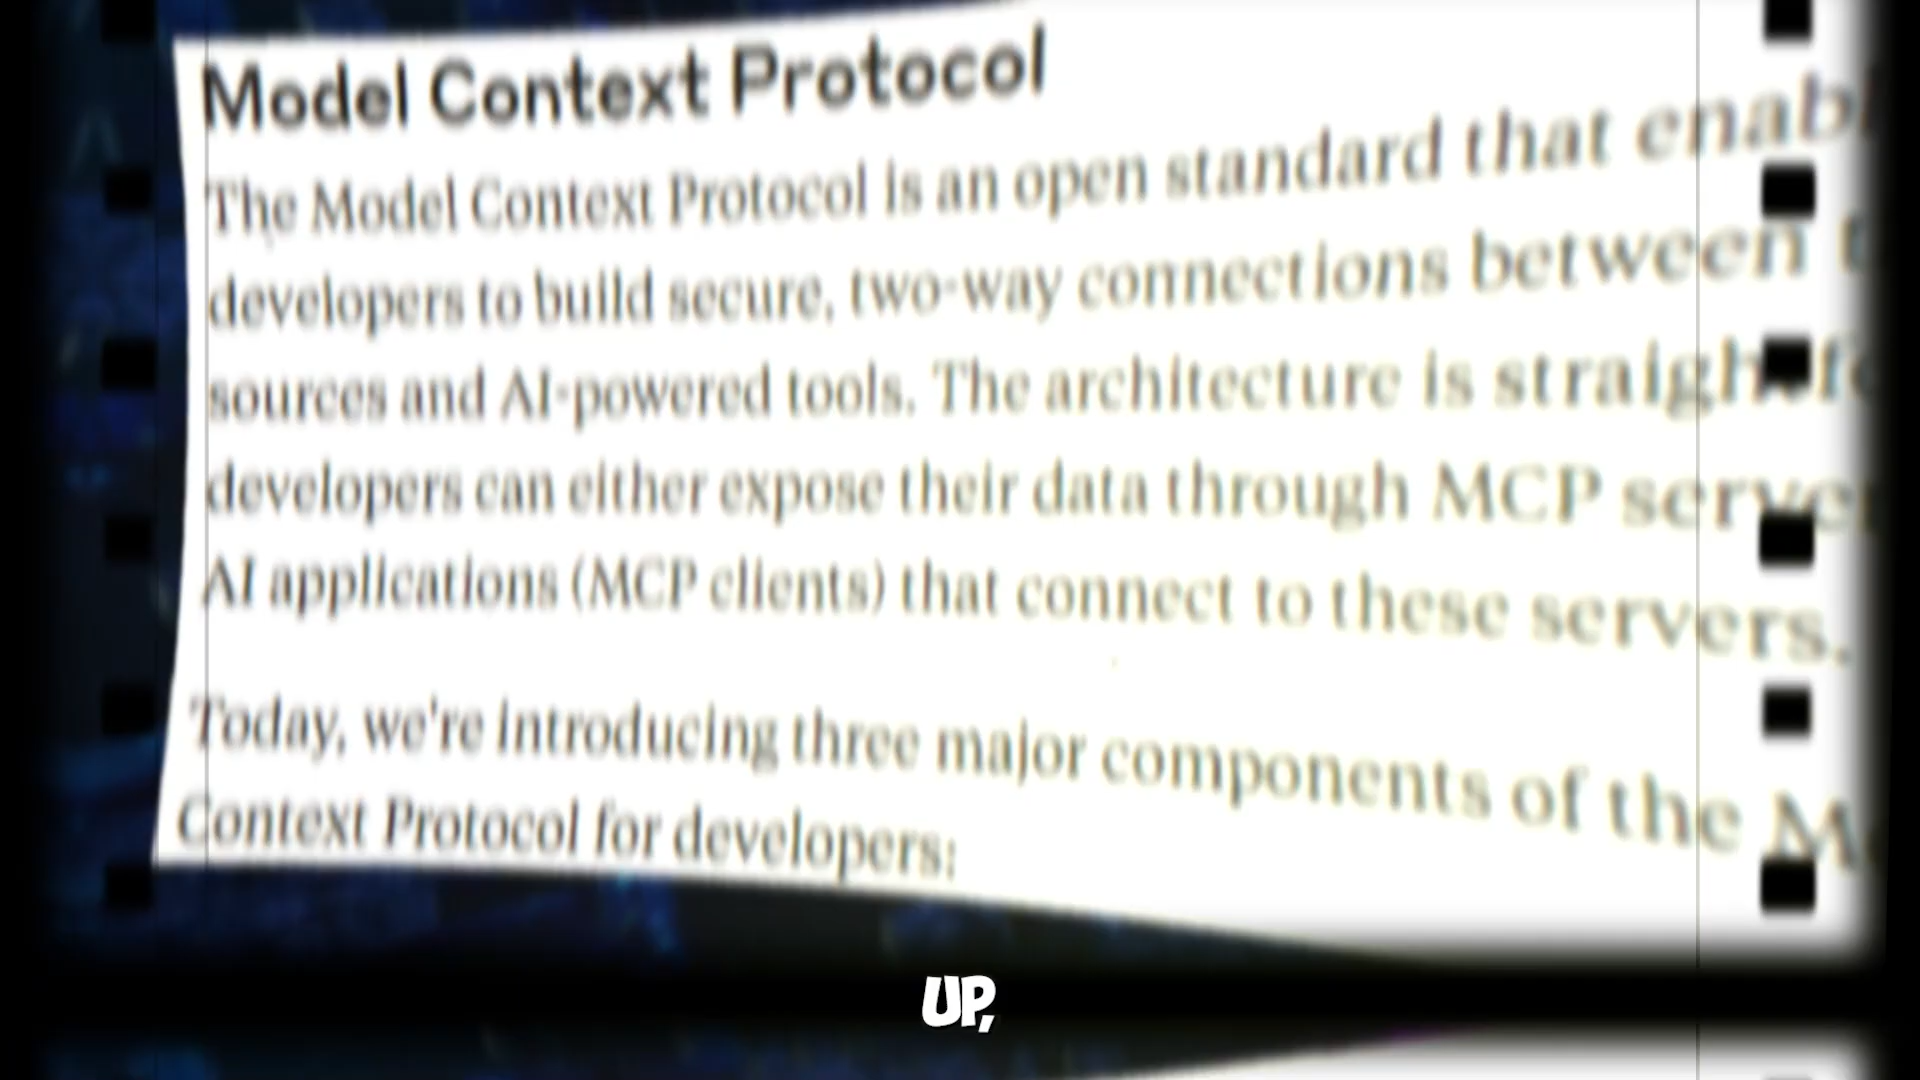 Model Context Protocol
The Model Context Protocol is an open standard that enabl
developers to build secure, two-way connections between t
sources and AI-powered tools. The architecture is
developers can either expose their data through MCP serve
AI applications (MCP clients) that connect to these servers.
Today, we're introducing three major components of the M
Context Protocol for developers:
UP,